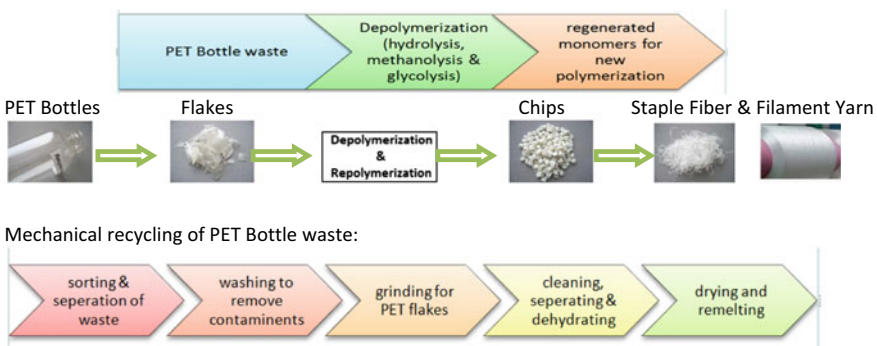 PET Bottle waste
Depolymerization
(hydrolysis,
methanolysis &
glycolysis)
regenerated
monomers for
new
polymerization
PET Bottles
Flakes
Chips
Staple Fiber & Filament Yarn
Depolymerization
&
Repolymerization
Mechanical recycling of PET Bottle waste:
sorting &
seperation of
waste
washing to
remove
contaminents
grinding for
PET flakes
cleaning,
seperating &
dehydrating
drying and
remelting